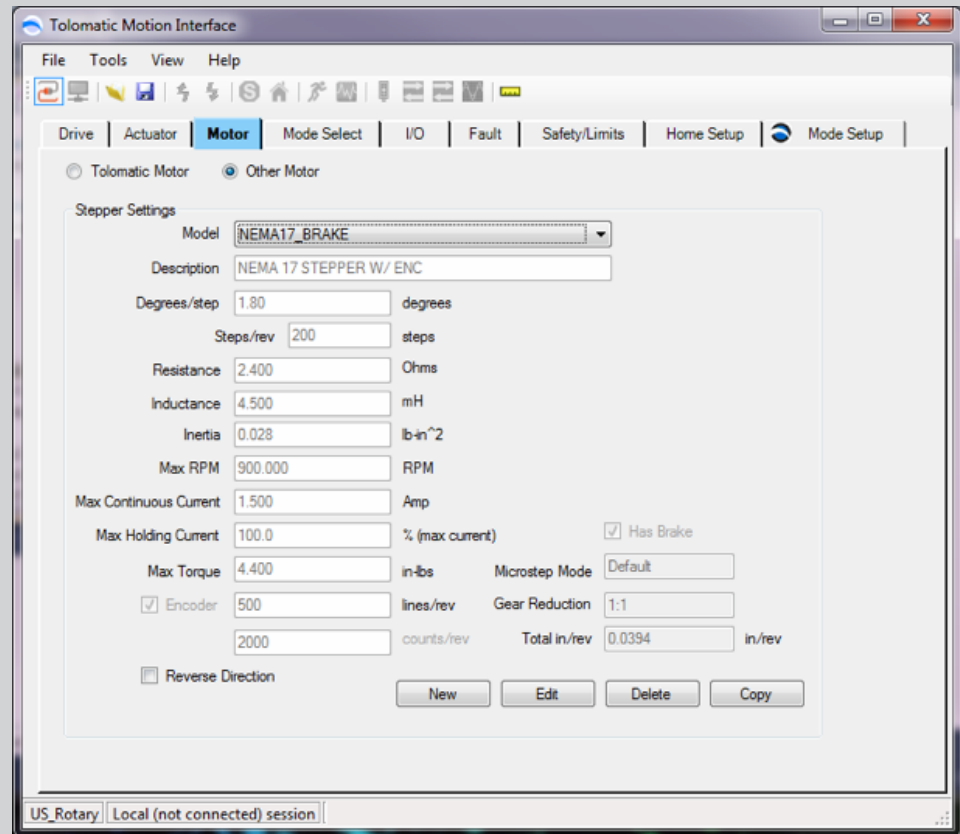 Tolomatic Motion Interface
File Tools View Help
Drive Actuator Motor Mode Select I/O Fault Safety/Limits Home Setup Mode Setup
Tolomatic Motor Other Motor
Stepper Settings
Model NEMA17_BRAKE
Description NEMA 17 STEPPER W/ ENC
Degrees/step 1.80 degrees
Steps/rev 200 steps
Resistance 2.400 Ohms
Inductance 4.500 mH
Inertia 0.028 lb-in^2
Max RPM 900.000 RPM
Max Continuous Current 1.500 Amp
Max Holding Current 100.0 % (max current) Has Brake
Max Torque 4.400 in-lbs Microstep Mode Default
Encoder 500 lines/rev Gear Reduction 1:1
2000 counts/rev Total in/rev 0.0394 in/rev
Reverse Direction
New Edit Delete Copy
US_Rotary Local (not connected) session